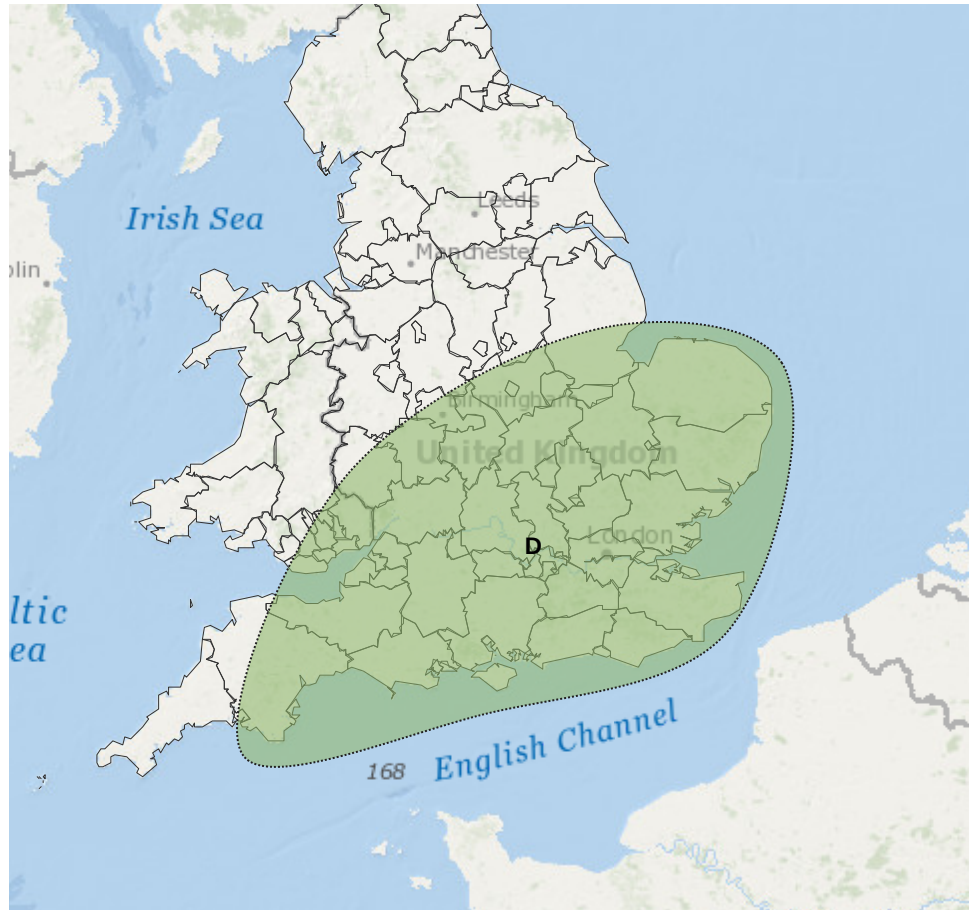 Leeds
Irish Sea
Manchester
olin
Birmingham
United Kingdom
London
D
ltic
ea
English Channel
168